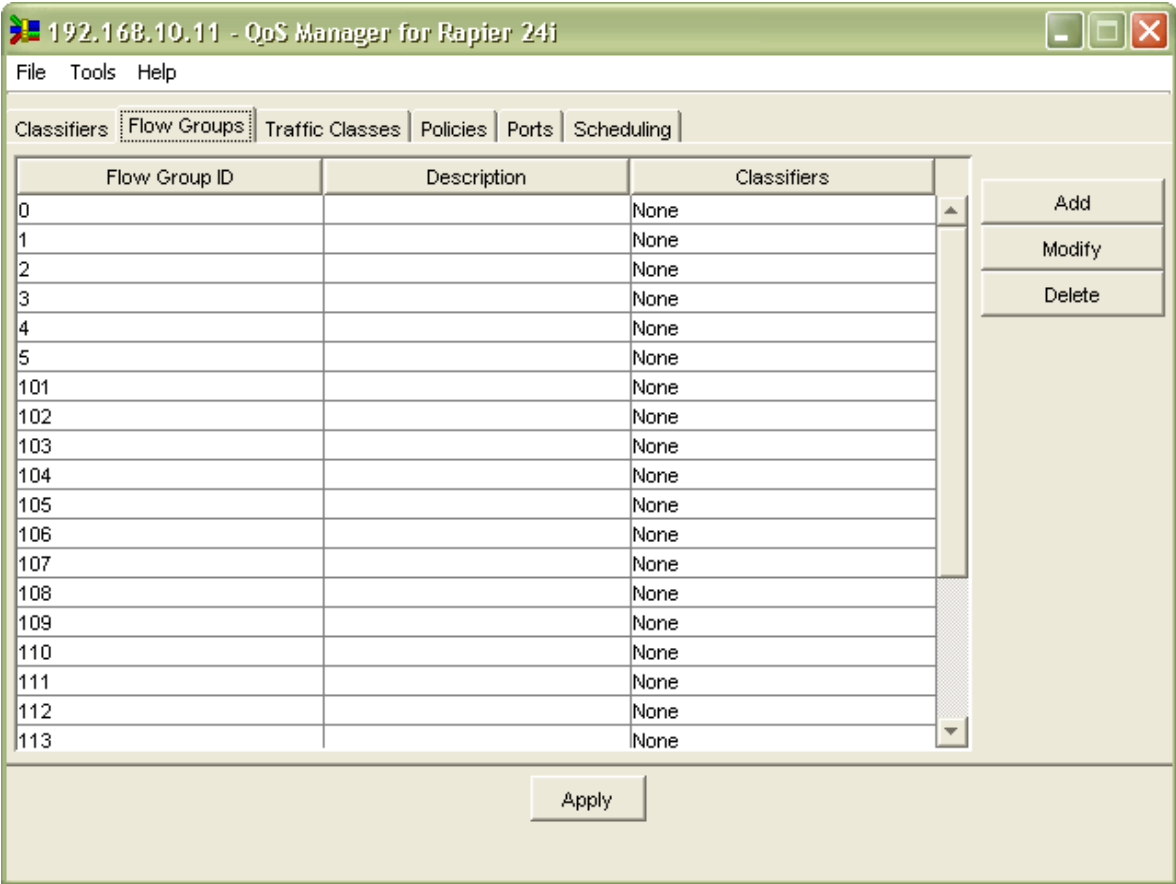 192.168.10.11 - QoS Manager for Rapier 24i
File Tools Help
Classifiers Flow Groups Traffic Classes Policies Ports Scheduling
Flow Group ID Description Classifiers
0 None
1 None
2 None
3 None
4 None
5 None
101 None
102 None
103 None
104 None
105 None
106 None
107 None
108 None
109 None
110 None
111 None
112 None
113 None
Add
Modify
Delete
Apply